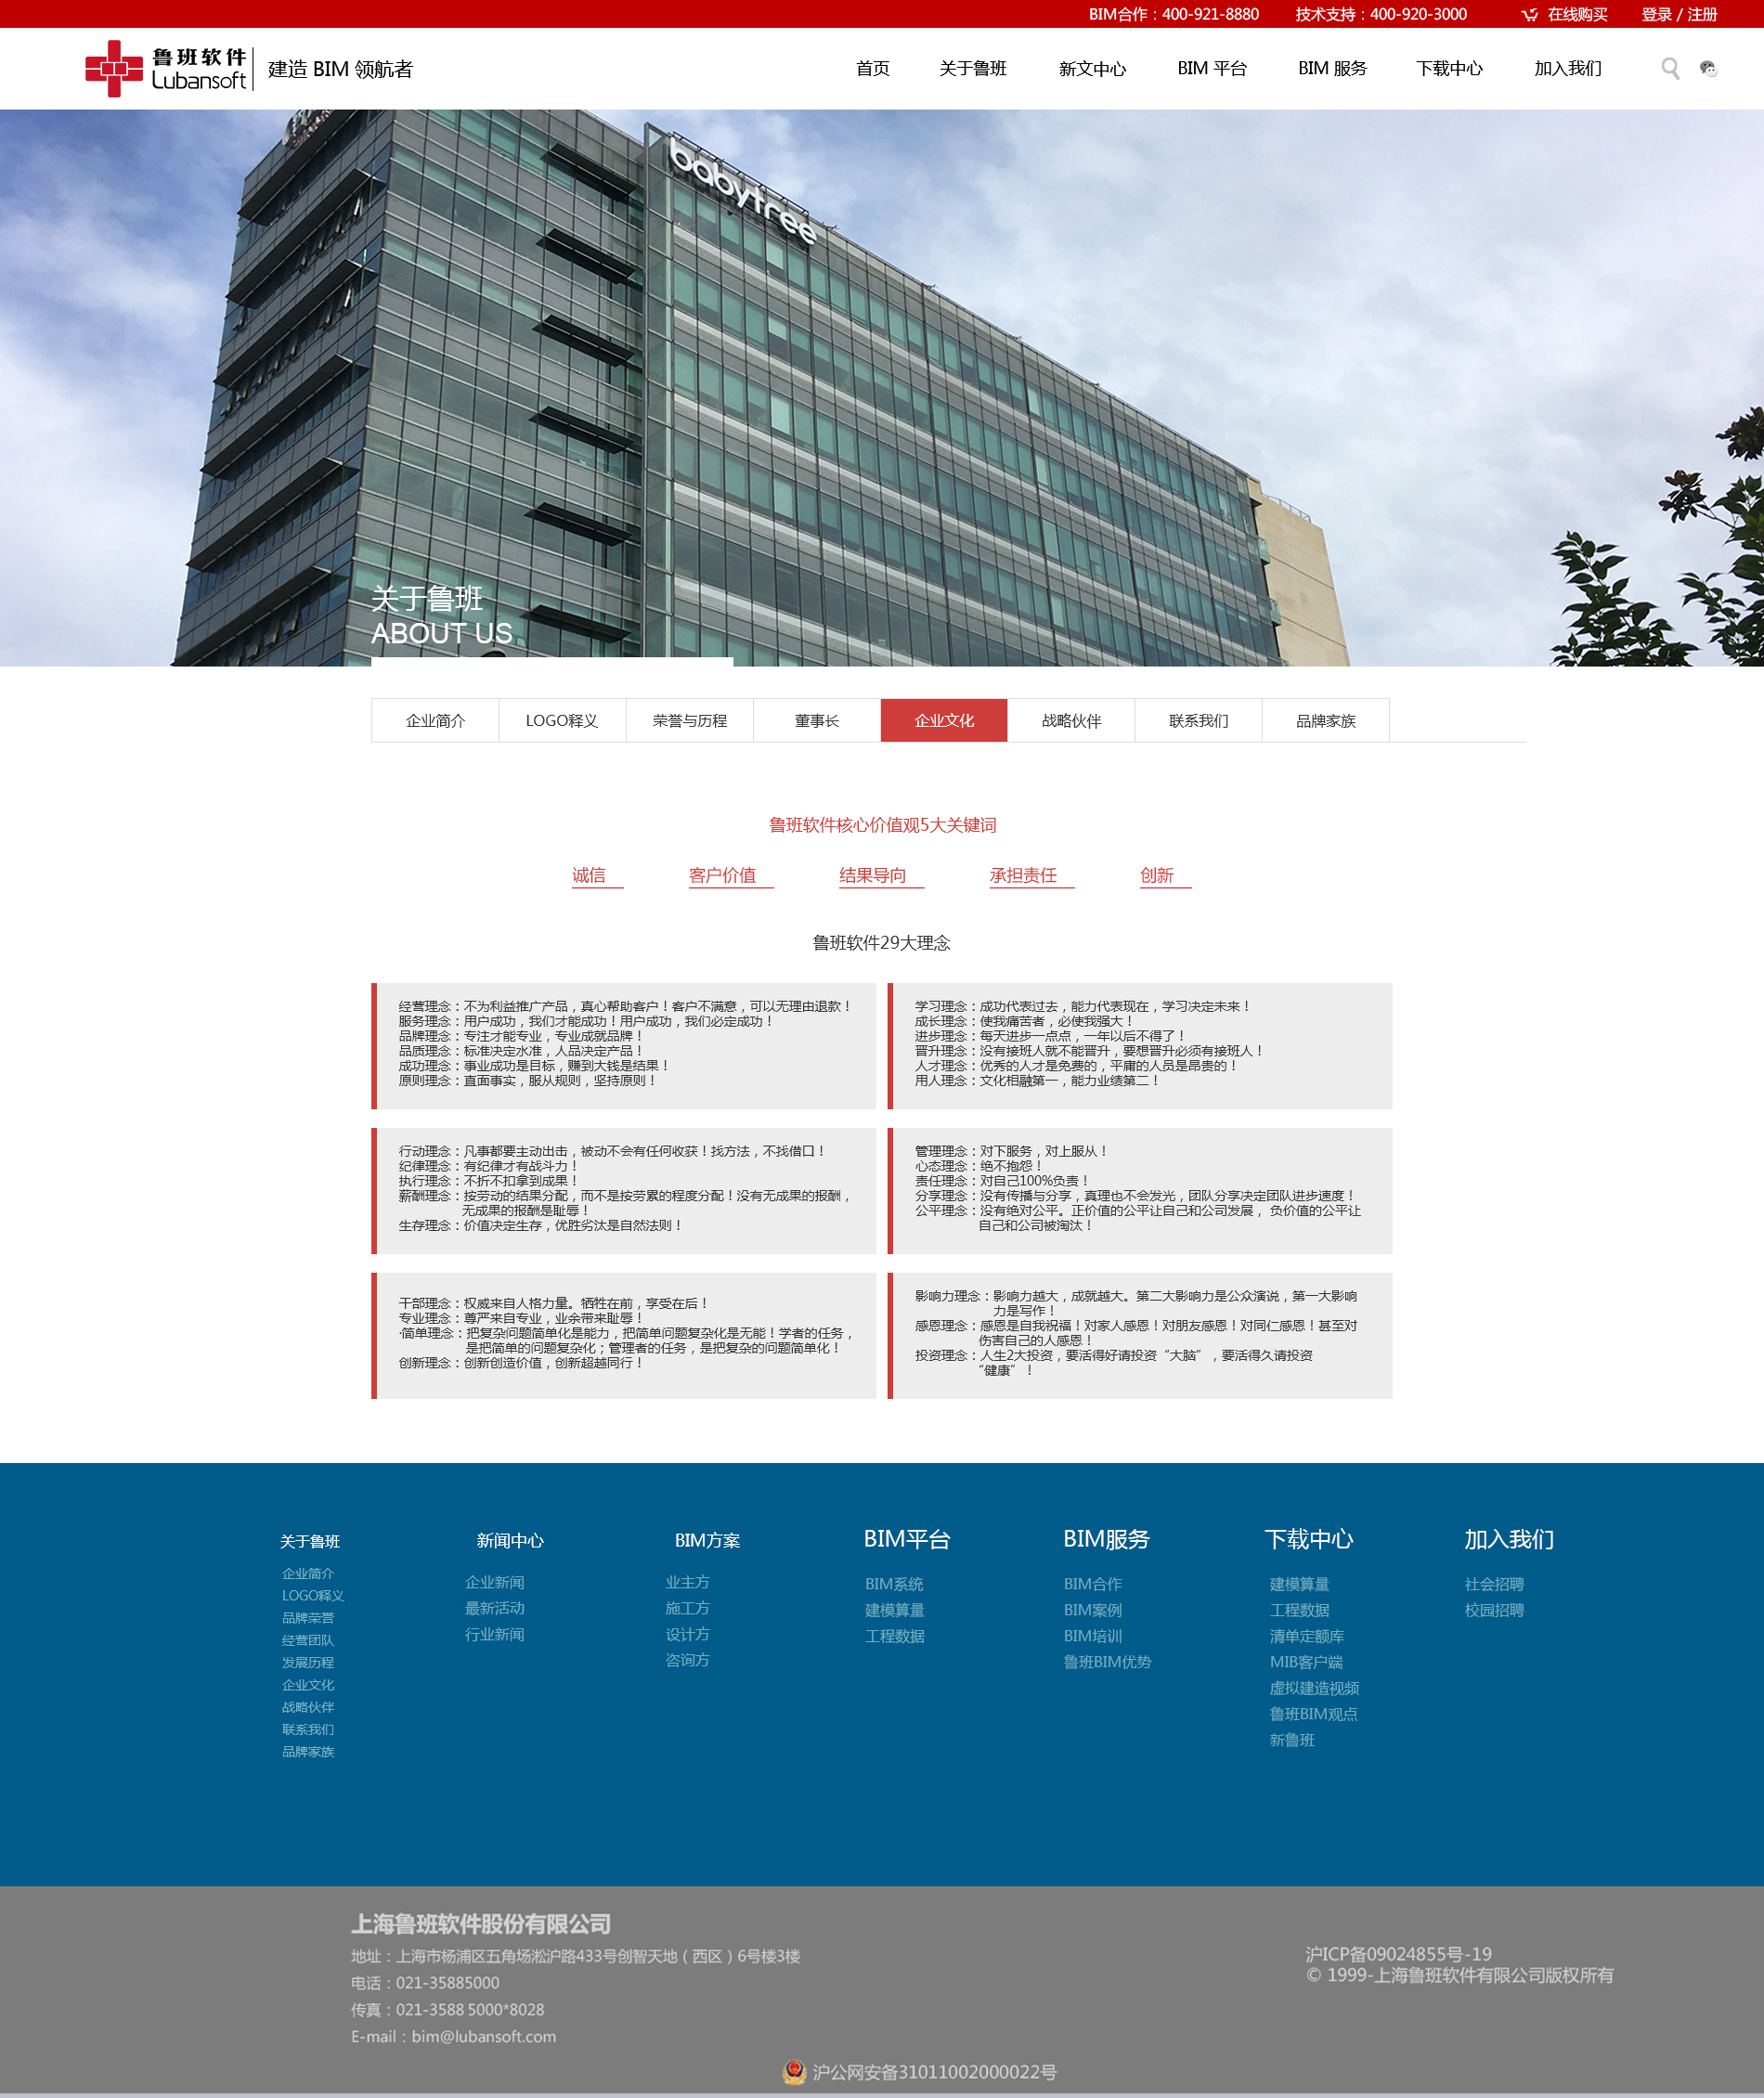 BIM合作：400-921-8880 技术支持：400-920-3000 在线购买 登录 / 注册
鲁班软件
Lubansoft
建造 BIM 领航者
首页 关于鲁班 新文中心 BIM 平台 BIM 服务 下载中心 加入我们
babytree
关于鲁班
ABOUT US
企业简介 LOGO释义 荣誉与历程 董事长 企业文化 战略伙伴 联系我们 品牌家族
鲁班软件核心价值观5大关键词
诚信 客户价值 结果导向 承担责任 创新
鲁班软件29大理念
经营理念：不为利益推广产品，真心帮助客户！客户不满意，可以无理由退款！
服务理念：用户成功，我们才能成功！用户成功，我们必定成功！
品牌理念：专注才能专业，专业成就品牌！
品质理念：标准决定水准，人品决定产品！
成功理念：事业成功是目标，赚到大钱是结果！
原则理念：直面事实，服从规则，坚持原则！
学习理念：成功代表过去，能力代表现在，学习决定未来！
成长理念：使我痛苦者，必使我强大！
进步理念：每天进步一点点，一年以后不得了！
晋升理念：没有接班人就不能晋升，要想晋升必须有接班人！
人才理念：优秀的人才是免费的，平庸的人员是昂贵的！
用人理念：文化相融第一，能力业绩第二！
行动理念：凡事都要主动出击，被动不会有任何收获！找方法，不找借口！
纪律理念：有纪律才有战斗力！
执行理念：不折不扣拿到成果！
薪酬理念：按劳动的结果分配，而不是按劳累的程度分配！没有无成果的报酬，
无成果的报酬是耻辱！
生存理念：价值决定生存，优胜劣汰是自然法则！
管理理念：对下服务，对上服从！
心态理念：绝不抱怨！
责任理念：对自己100%负责！
分享理念：没有传播与分享，真理也不会发光，团队分享决定团队进步速度！
公平理念：没有绝对公平。正价值的公平让自己和公司发展，负价值的公平让
自己和公司被淘汰！
干部理念：权威来自人格力量。牺牲在前，享受在后！
专业理念：尊严来自专业，业余带来耻辱！
·简单理念：把复杂问题简单化是能力，把简单问题复杂化是无能！学者的任务，
是把简单的问题复杂化；管理者的任务，是把复杂的问题简单化！
创新理念：创新创造价值，创新超越同行！
影响力理念：影响力越大，成就越大。第二大影响力是公众演说，第一大影响
力是写作！
感恩理念：感恩是自我祝福！对家人感恩！对朋友感恩！对同仁感恩！甚至对
伤害自己的人感恩！
投资理念：人生2大投资，要活得好请投资“大脑”，要活得久请投资
“健康”！
关于鲁班
企业简介
LOGO释义
品牌荣誉
经营团队
发展历程
企业文化
战略伙伴
联系我们
品牌家族
新闻中心
企业新闻
最新活动
行业新闻
BIM方案
业主方
施工方
设计方
咨询方
BIM平台
BIM系统
建模算量
工程数据
BIM服务
BIM合作
BIM案例
BIM培训
鲁班BIM优势
下载中心
建模算量
工程数据
清单定额库
MIB客户端
虚拟建造视频
鲁班BIM观点
新鲁班
加入我们
社会招聘
校园招聘
上海鲁班软件股份有限公司
地址：上海市杨浦区五角场淞沪路433号创智天地（西区）6号楼3楼
电话：021-35885000
传真：021-3588 5000*8028
E-mail：bim@lubansoft.com
沪ICP备09024855号-19
© 1999-上海鲁班软件有限公司版权所有
沪公网安备31011002000022号